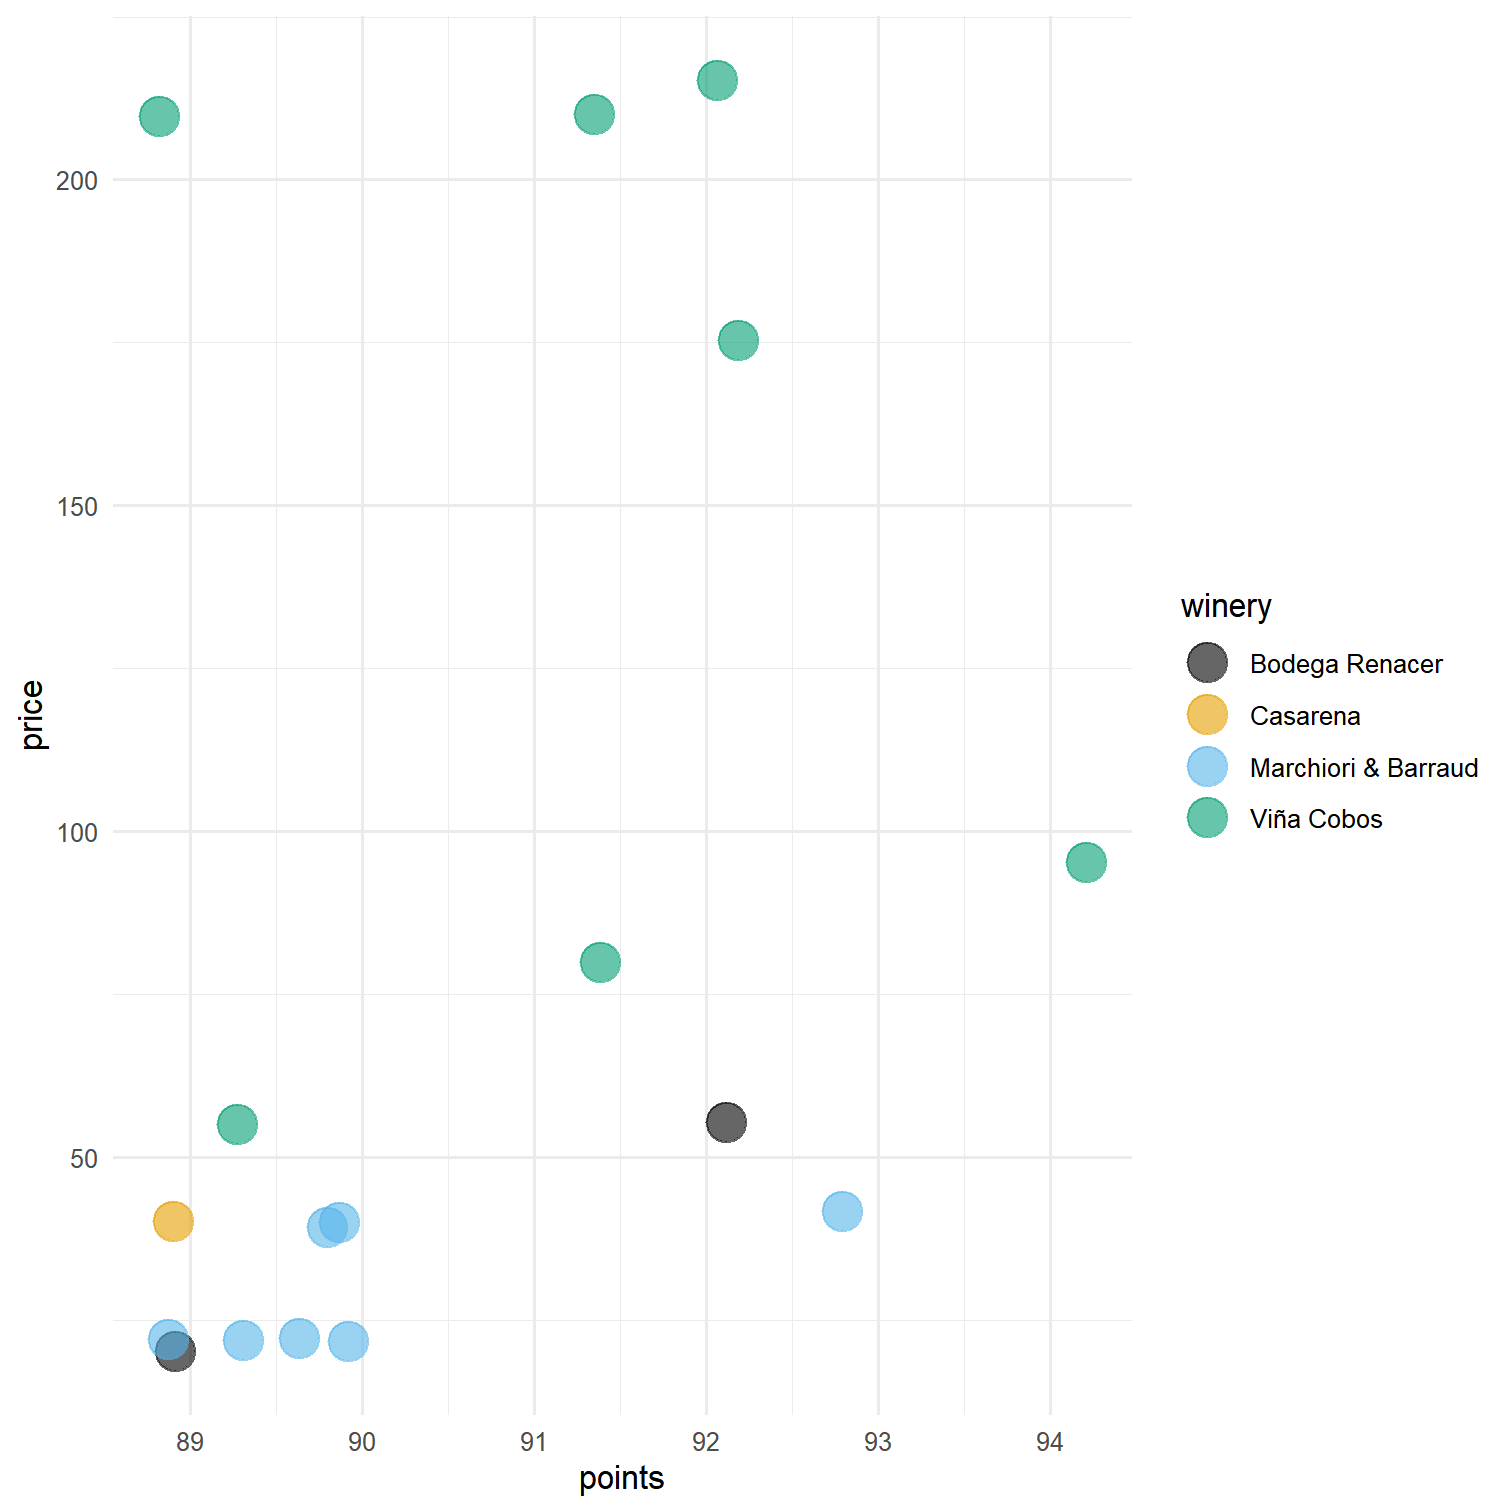 200
150
100
50
price
89 90 91 92 93 94
points
winery
Bodega Renacer
Casarena
Marchiori & Barraud
Viña Cobos